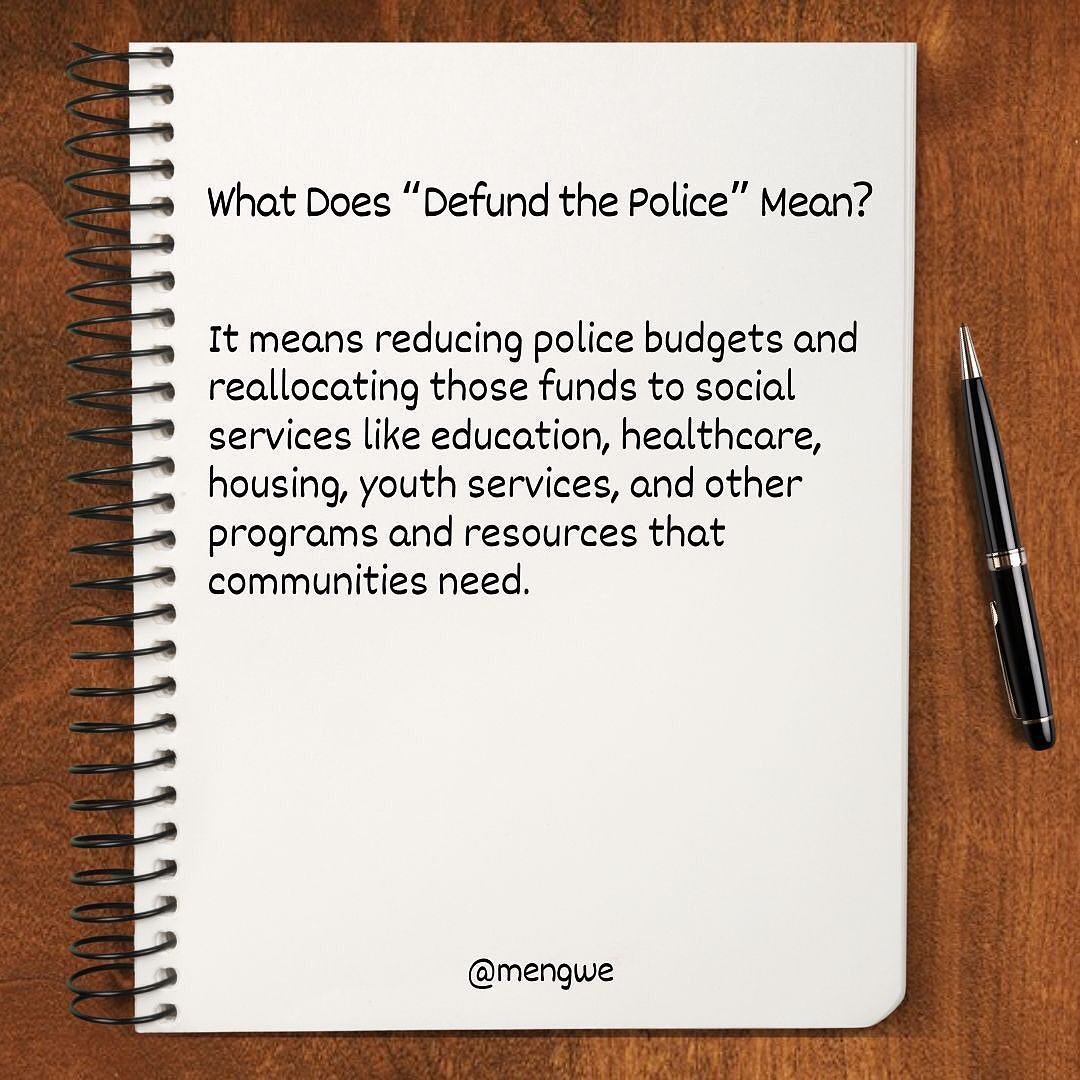 What Does “Defund the Police” Mean?
It means reducing police budgets and
reallocating those funds to social
services like education, healthcare,
housing, youth services, and other
programs and resources that
communities need.
@mengwe